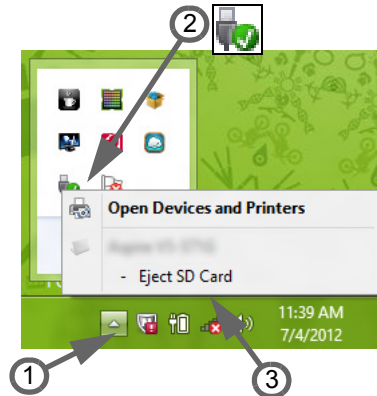 2
Open Devices and Printers
- Eject SD Card
11:39 AM
7/4/2012
1
3